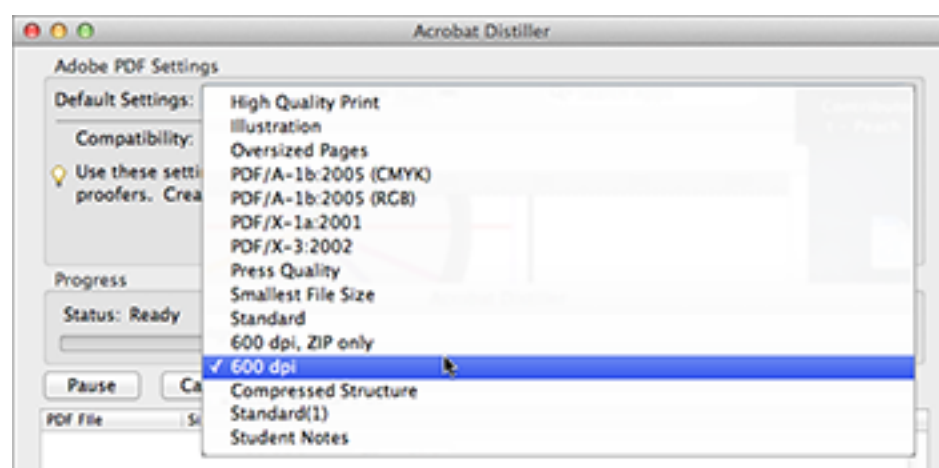 Acrobat Distiller
Adobe PDF Settings
Default Settings:
Compatibility:
Use these setti
proofers. Crea
High Quality Print
Illustration
Oversized Pages
PDF/A-1b:2005 (CMYK)
PDF/A-1b:2005 (RGB)
PDF/X-1a:2001
PDF/X-3:2002
Press Quality
Smallest File Size
Standard
600 dpi, ZIP only
✓ 600 dpi
Compressed Structure
Standard(1)
Student Notes
Progress
Status: Ready
Pause Ca
PDF File Si